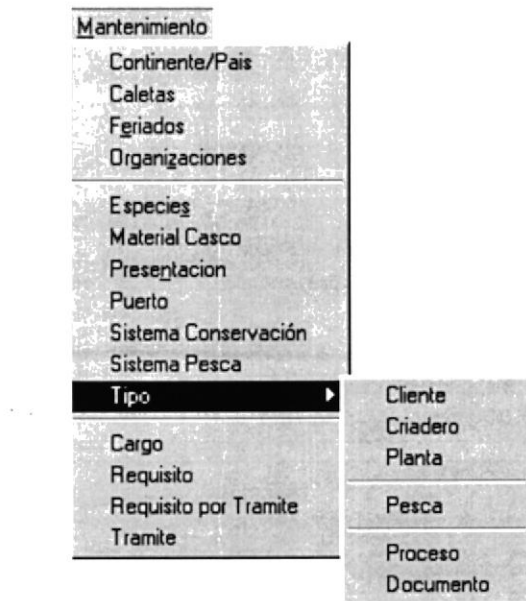 Mantenimiento
Continente/Pais
Caletas
Feriados
Organizaciones
Especies
Material Casco
Presentacion
Puerto
Sistema Conservación
Sistema Pesca
Tipo
Cargo
Requisito
Requisito por Tramite
Tramite
Cliente
Criadero
Planta
Pesca
Proceso
Documento